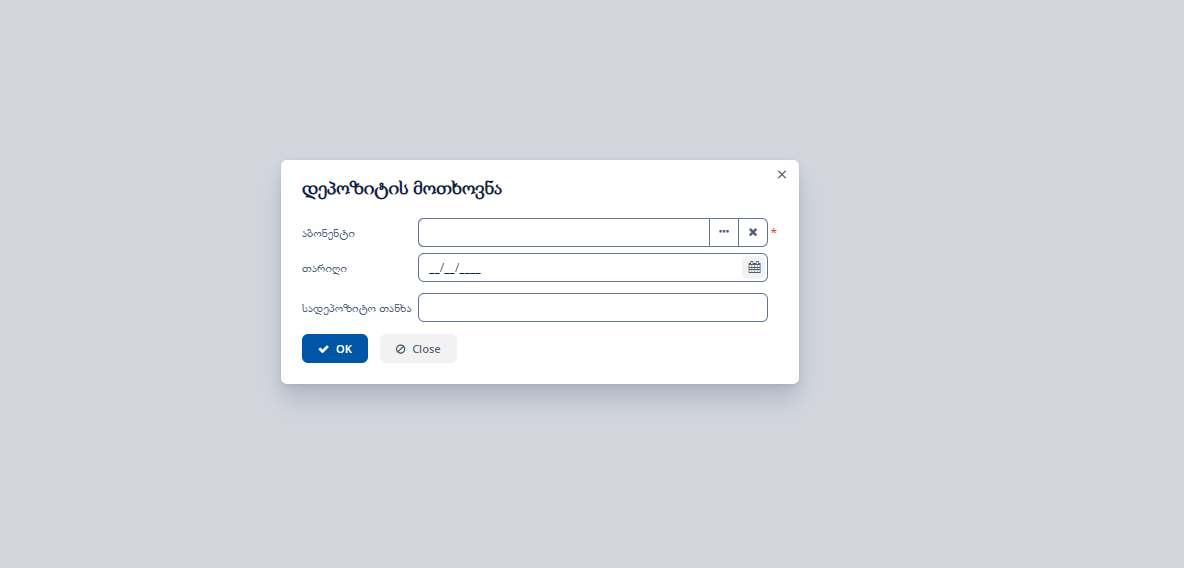 დეპოზიტის მოთხოვნა
აბონენტი
*
თარიღი
__/__/____
სადეპოზიტო თანხა
OK
Close